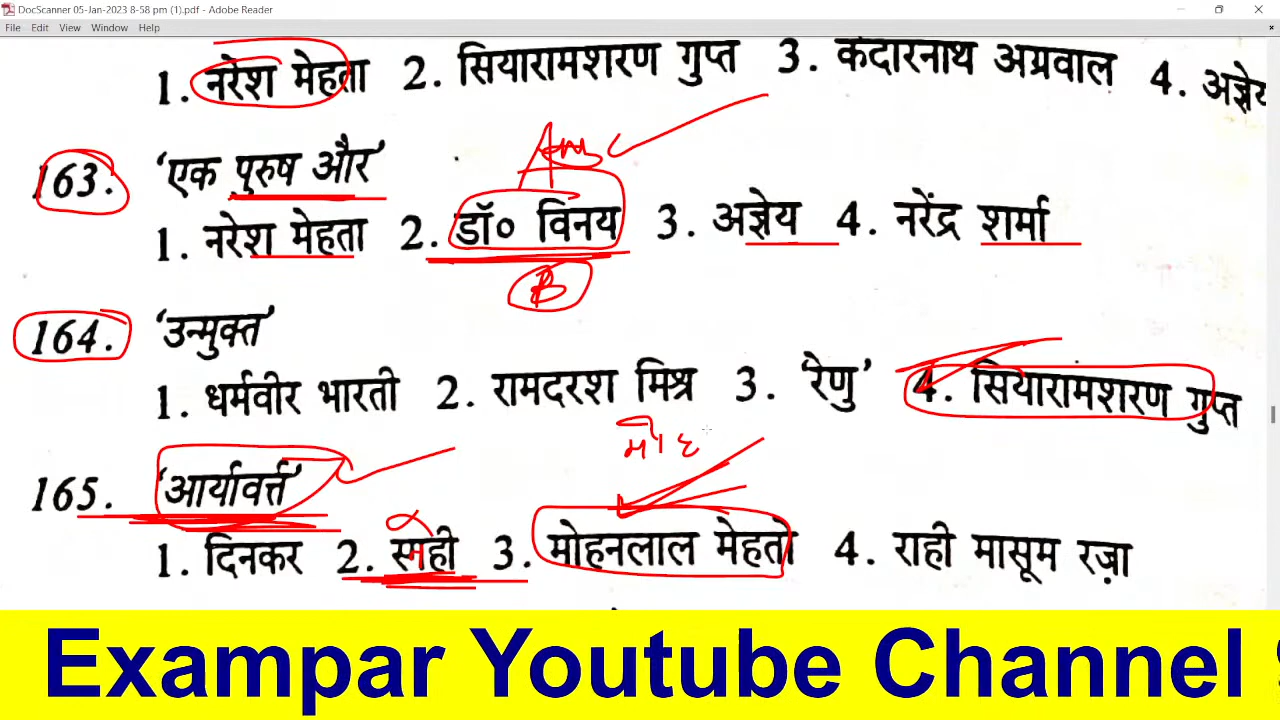 DocScanner 05-Jan-2023 8-58 pm (1).pdf - Adobe Reader
File Edit View Window Help
1. नरेश मेहता 2. सियारामशरण गुप्त 3. केदारनाथ अग्रवाल 4. अज्ञेय
163. ‘एक पुरुष और’
Ans
1. नरेश मेहता 2. डॉ० विनय 3. अज्ञेय 4. नरेंद्र शर्मा
B
164. ‘उन्मुक्त’
1. धर्मवीर भारती 2. रामदरश मिश्र 3. ‘रेणु’ 4. सियारामशरण गुप्त
165. ‘आर्यावर्त्त’
1. दिनकर 2. स्नेही 3. मोहनलाल मेहतो 4. राही मासूम रज़ा
Exampar Youtube Channel